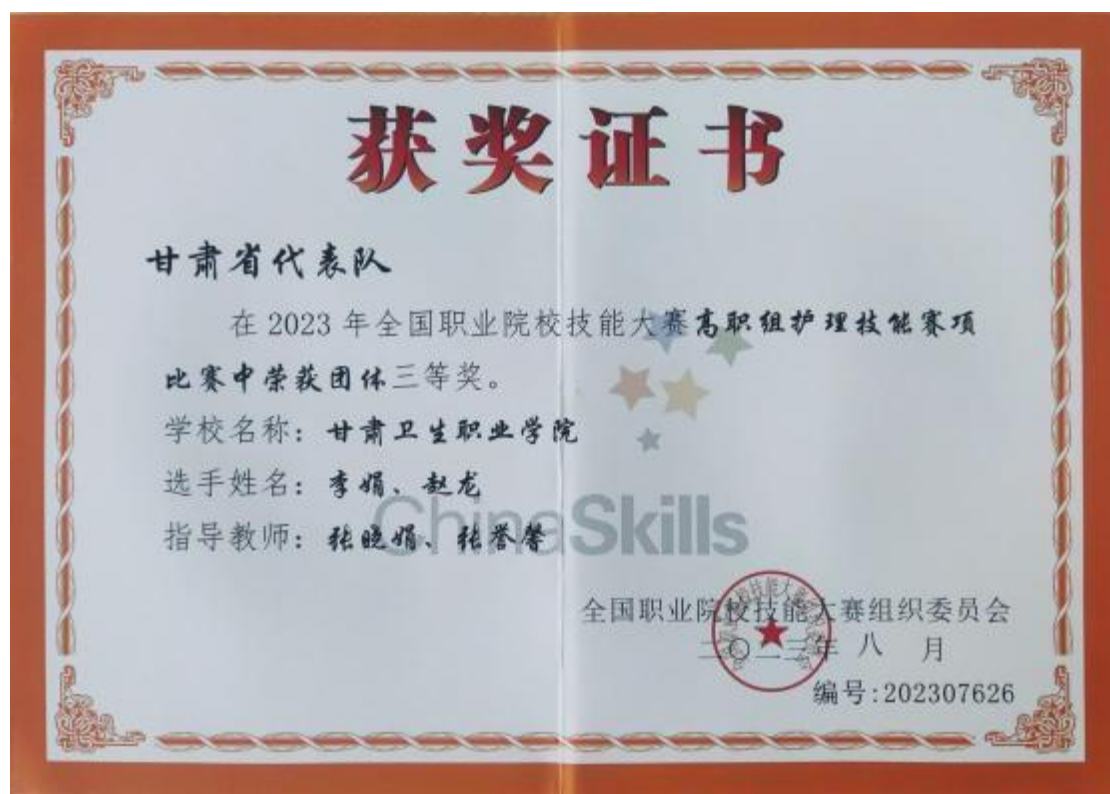 获奖证书
甘肃省代表队
在2023年全国职业院校技能大赛高职组护理技能赛项
比赛中荣获团体三等奖。
学校名称：甘肃卫生职业学院
选手姓名：李娟、赵龙
指导教师：张晓娟、张誉馨
ChinaSkills
全国职业院校技能大赛组织委员会
二〇二三年 八 月
编号:202307626